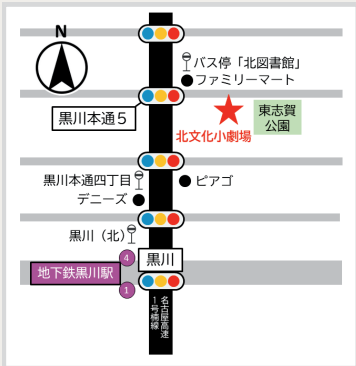 N
バス停「北図書館」
ファミリーマート
黒川本通5
北文化小劇場
東志賀
公園
黒川本通四丁目
ピアゴ
デニーズ
黒川（北）
4
黒川
地下鉄黒川駅
1
名古屋高速
1号楠線